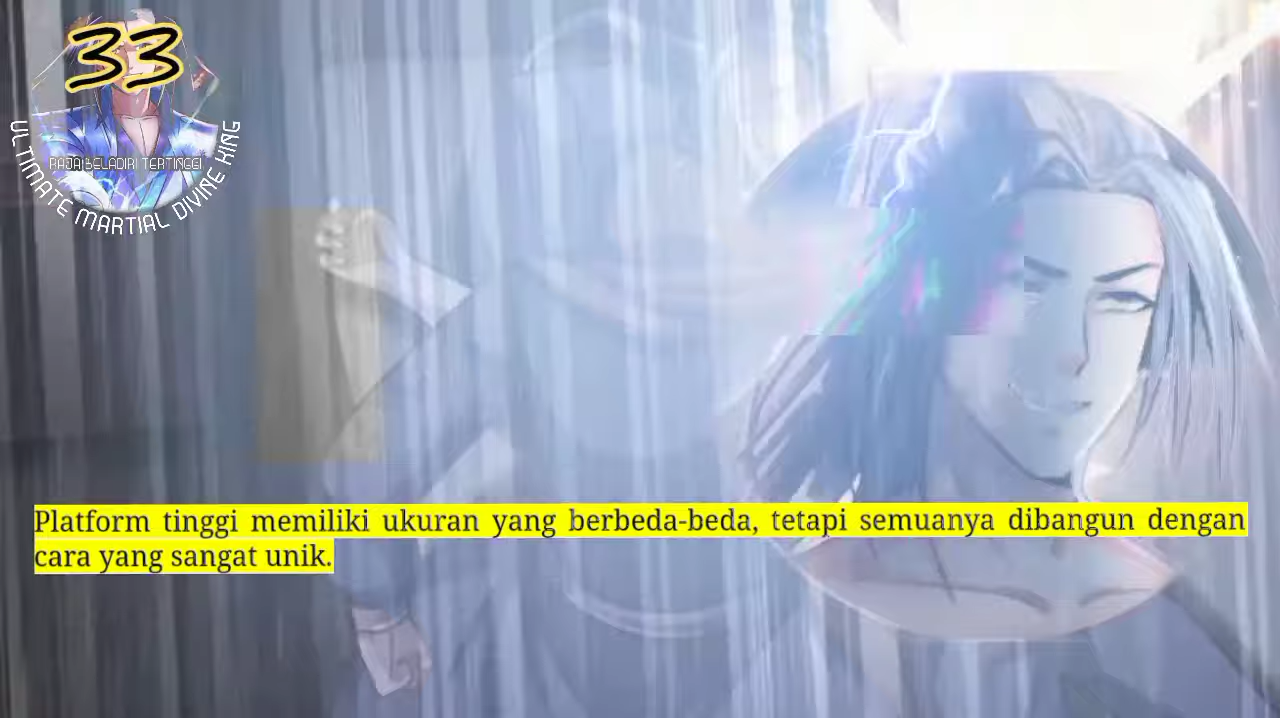 33
RAJA BELADIRI TERTINGGI
ULTIMATE MARTIAL DIVINE KING
Platform tinggi memiliki ukuran yang berbeda-beda, tetapi semuanya dibangun dengan
cara yang sangat unik.